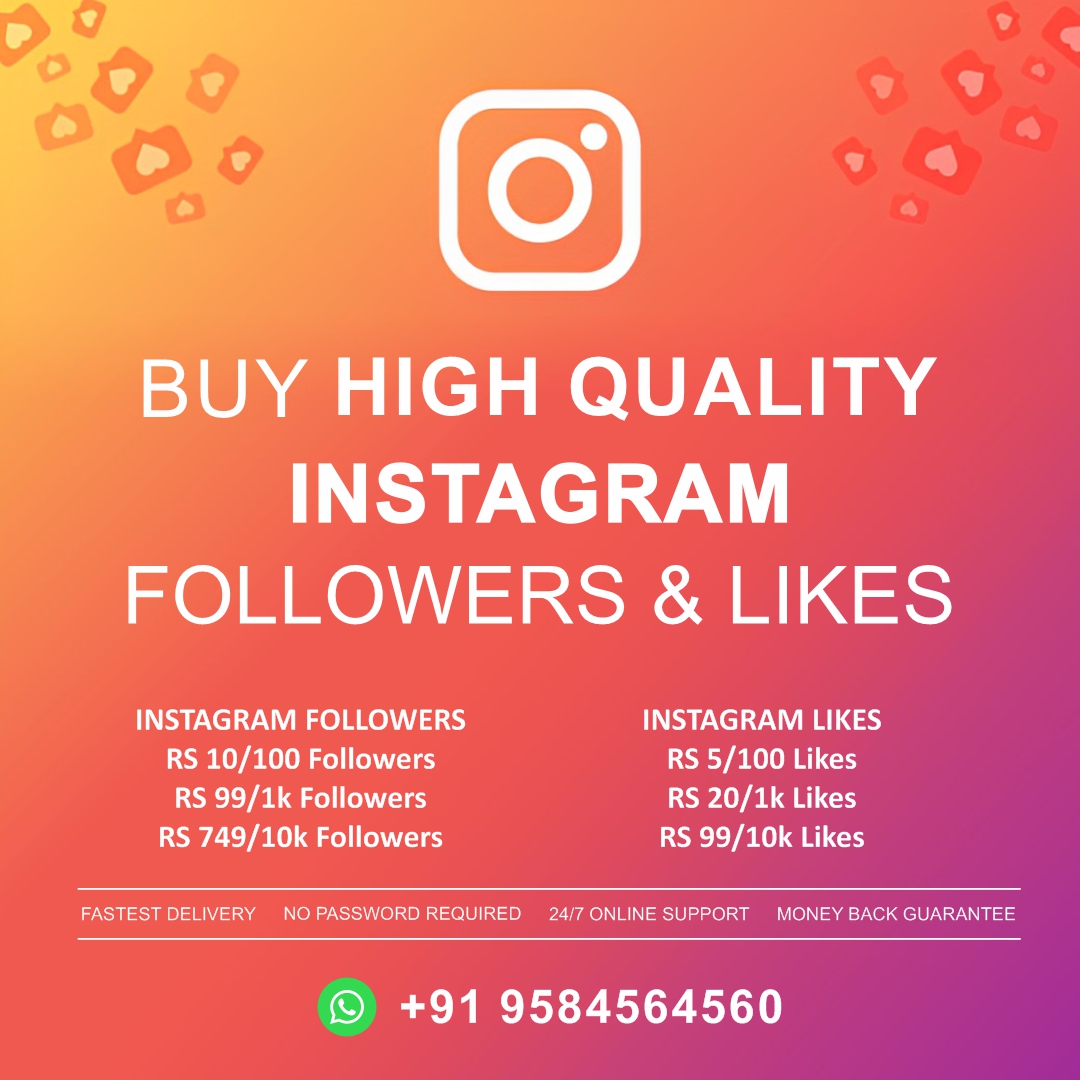 BUY HIGH QUALITY
INSTAGRAM
FOLLOWERS & LIKES
INSTAGRAM FOLLOWERS
RS 10/100 Followers
RS 99/1k Followers
RS 749/10k Followers
INSTAGRAM LIKES
RS 5/100 Likes
RS 20/1k Likes
RS 99/10k Likes
FASTEST DELIVERY NO PASSWORD REQUIRED 24/7 ONLINE SUPPORT MONEY BACK GUARANTEE
+91 9584564560